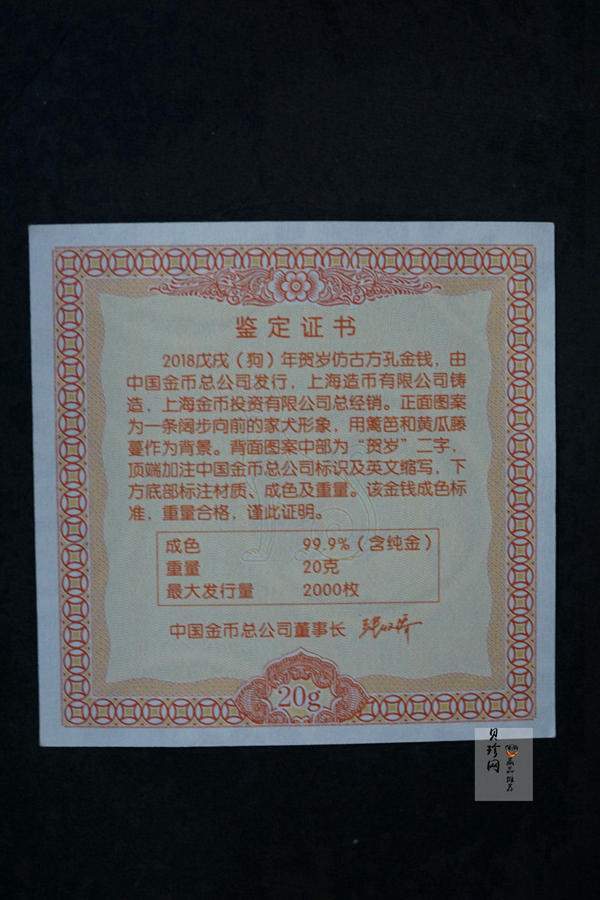 鉴定证书
2018戊戌（狗）年贺岁仿古方孔金钱，由
中国金币总公司发行，上海造币有限公司铸
造，上海金币投资有限公司总经销。正面图案
为一条阔步向前的家犬形象，用篱笆和黄瓜藤
蔓作为背景。背面图案中部为“贺岁”二字，
顶端加注中国金币总公司标识及英文缩写，下
方底部标注材质、成色及重量。该金钱成色标
准，重量合格，谨此证明。
成色 99.9%（含纯金）
重量 20克
最大发行量 2000枚
中国金币总公司董事长
20g
贝珍网
藏品推荐